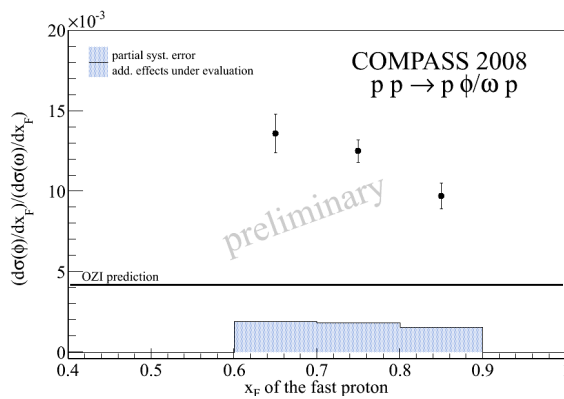 ×10⁻³
20
partial syst. error
add. effects under evaluation
COMPASS 2008
p p → p ϕ/ω p
15
10
preliminary
5
OZI prediction
0
0.4 0.5 0.6 0.7 0.8 0.9
(dσ(ϕ)/dx_F)/(dσ(ω)/dx_F)
x_F of the fast proton